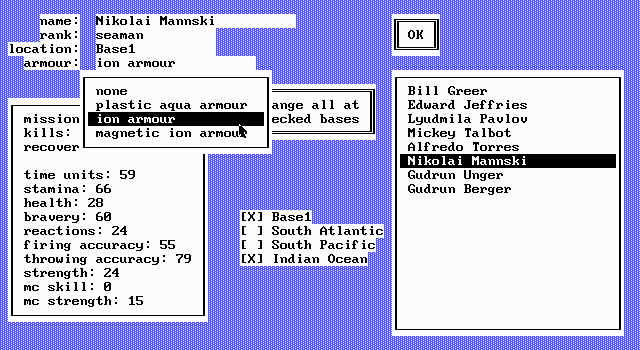 name: Nikolai Mannski
rank: seaman
location: Base1
armour: ion armour
OK
none
plastic aqua armour
ion armour
magnetic ion armour
ange all at
ecked bases
mission
kills:
recover
time units: 59
stamina: 66
health: 28
bravery: 60
reactions: 24
firing accuracy: 55
throwing accuracy: 79
strength: 24
mc skill: 0
mc strength: 15
[X] Base1
[ ] South Atlantic
[ ] South Pacific
[X] Indian Ocean
Bill Greer
Edward Jeffries
Lyudmila Pavlov
Mickey Talbot
Alfredo Torres
Nikolai Mannski
Gudrun Unger
Gudrun Berger